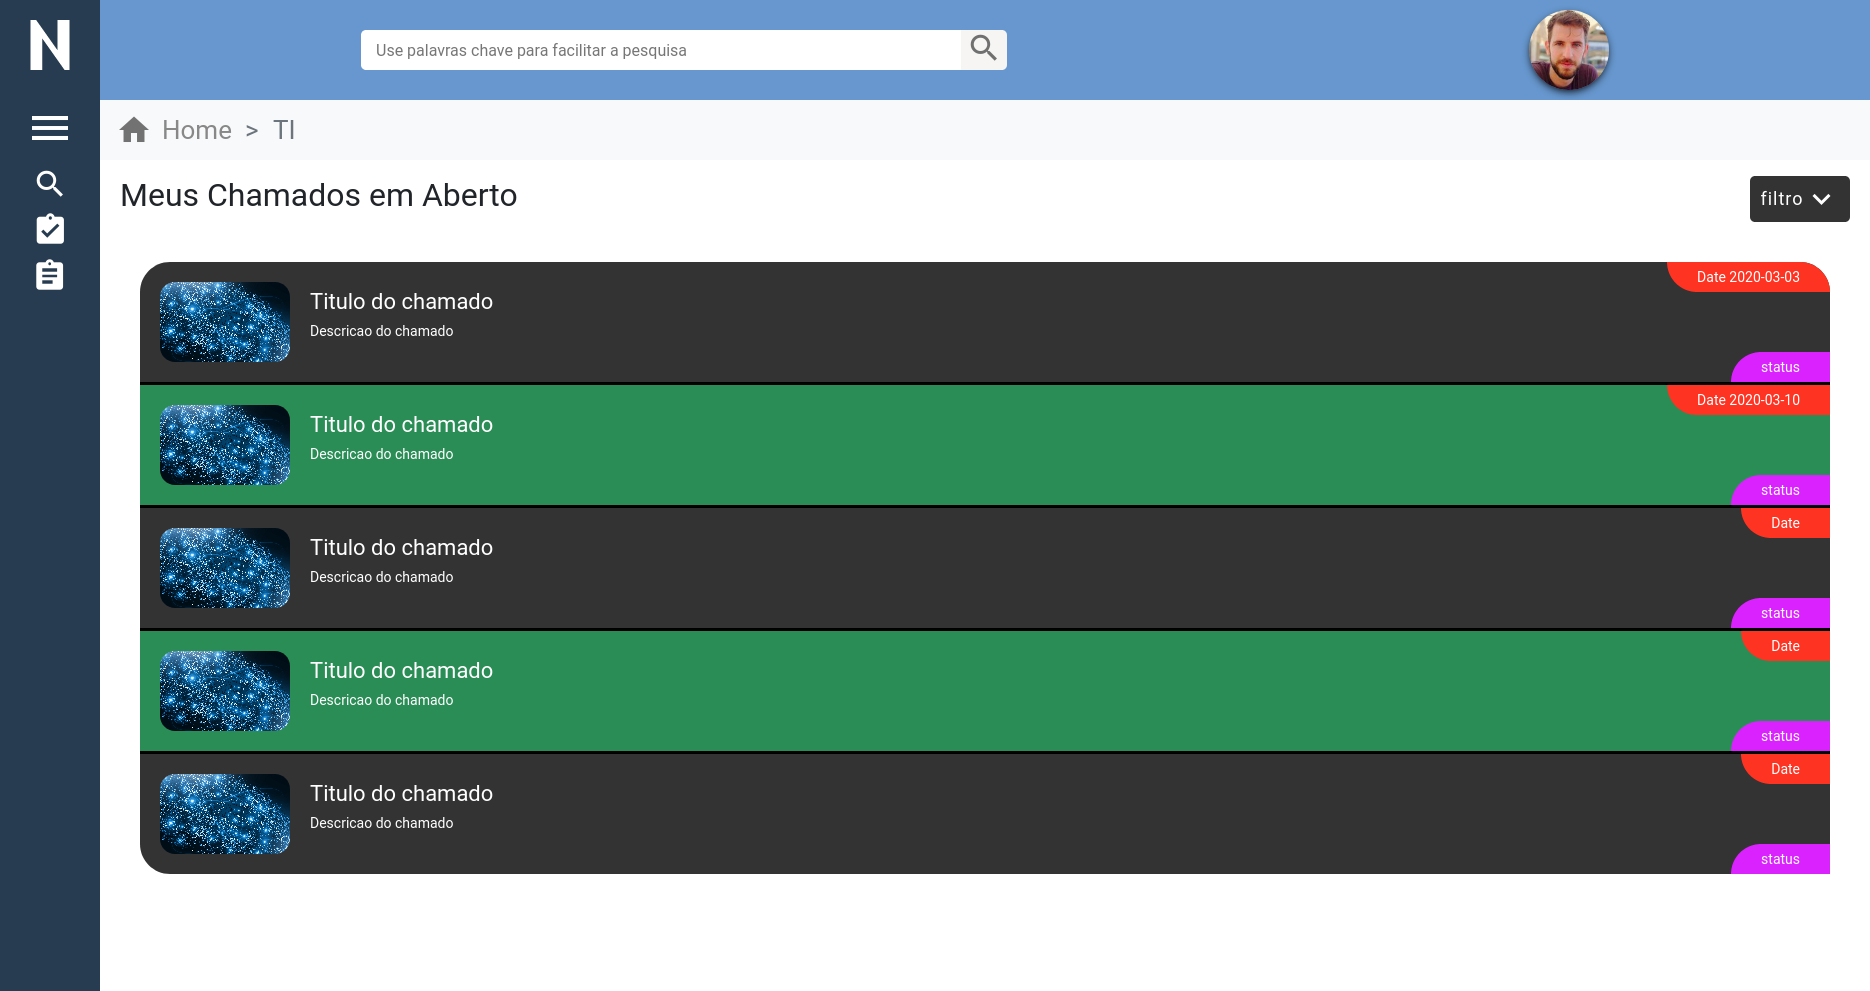 N
Use palavras chave para facilitar a pesquisa
Home > TI
Meus Chamados em Aberto
filtro
Titulo do chamado
Descricao do chamado
Date 2020-03-03
status
Titulo do chamado
Descricao do chamado
Date 2020-03-10
status
Titulo do chamado
Descricao do chamado
Date
status
Titulo do chamado
Descricao do chamado
Date
status
Titulo do chamado
Descricao do chamado
Date
status